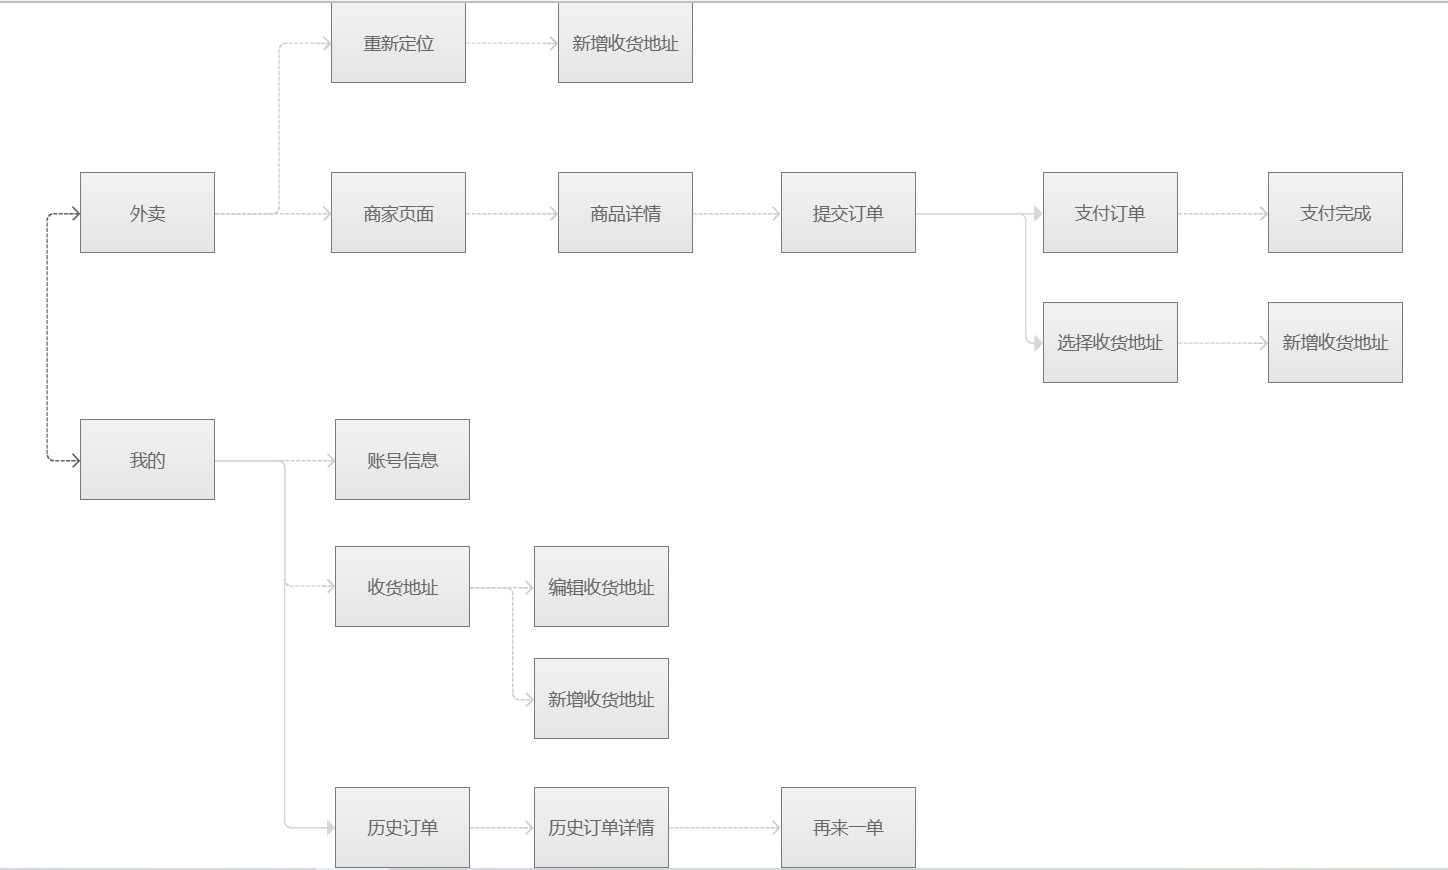 重新定位
新增收货地址
外卖
商家页面
商品详情
提交订单
支付订单
支付完成
选择收货地址
新增收货地址
我的
账号信息
收货地址
编辑收货地址
新增收货地址
历史订单
历史订单详情
再来一单